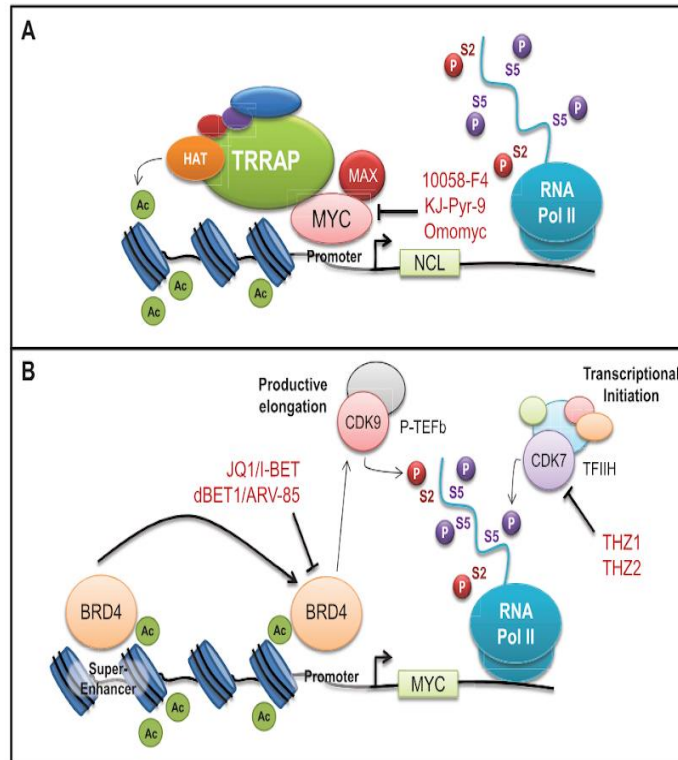 A
S2
P
P
S5
S5
P
S5
P
S2
P
HAT
TRRAP
MAX
MYC
Ac
10058-F4
KJ-Pyr-9
Omomyc
RNA
Pol II
Promoter
NCL
Ac
Ac
Ac
B
Productive
elongation
CDK9
P-TEFb
Transcriptional
Initiation
CDK7
TFIIH
JQ1/I-BET
dBET1/ARV-85
P
S2
S5
P
P
S5
P
S5
P
S2
THZ1
THZ2
BRD4
BRD4
Ac
Ac
RNA
Pol II
Super-
Enhancer
Promoter
MYC
Ac
Ac
Ac